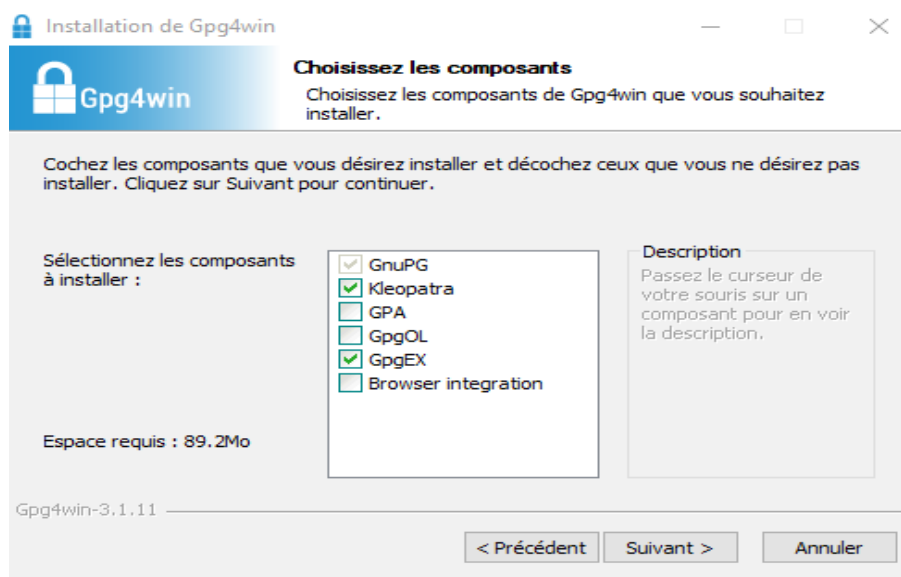 Installation de Gpg4win
Gpg4win
Choisissez les composants
Choisissez les composants de Gpg4win que vous souhaitez
installer.
Cochez les composants que vous désirez installer et décochez ceux que vous ne désirez pas
installer. Cliquez sur Suivant pour continuer.
Sélectionnez les composants
à installer :
GnuPG
Kleopatra
GPA
GpgOL
GpgEX
Browser integration
Description
Passez le curseur de
votre souris sur un
composant pour en voir
la description.
Espace requis : 89.2Mo
Gpg4win-3.1.11
< Précédent
Suivant >
Annuler